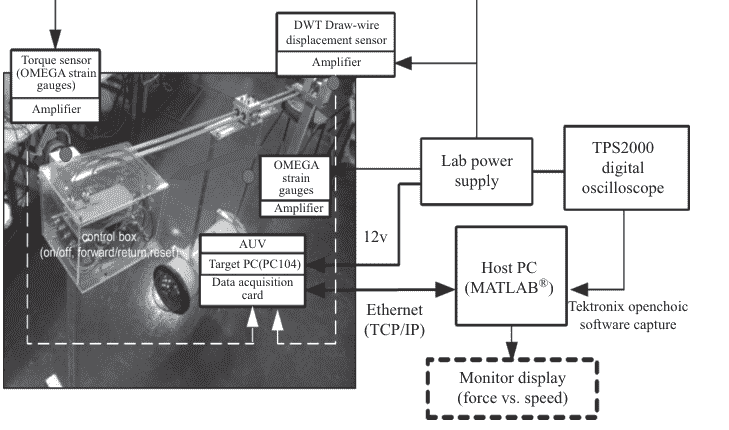 DWT Draw-wire
displacement sensor
Amplifier
Torque sensor
(OMEGA strain
gauges)
Amplifier
OMEGA
strain
gauges
Amplifier
Lab power
supply
TPS2000
digital
oscilloscope
control box
(on/off, forward/return,reset)
AUV
Target PC(PC104)
Data acquisition
card
12v
Ethernet
(TCP/IP)
Host PC
(MATLAB®)
Tektronix openchoic
software capture
Monitor display
(force vs. speed)